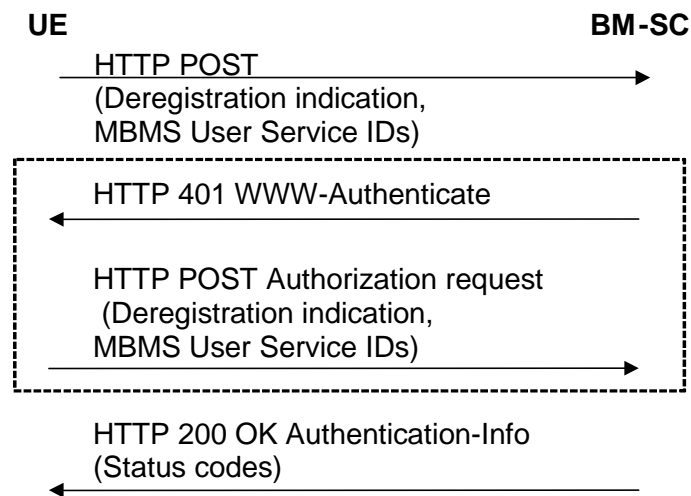 UE BM-SC
HTTP POST
(Deregistration indication,
MBMS User Service IDs)
HTTP 401 WWW-Authenticate
HTTP POST Authorization request
(Deregistration indication,
MBMS User Service IDs)
HTTP 200 OK Authentication-Info
(Status codes)